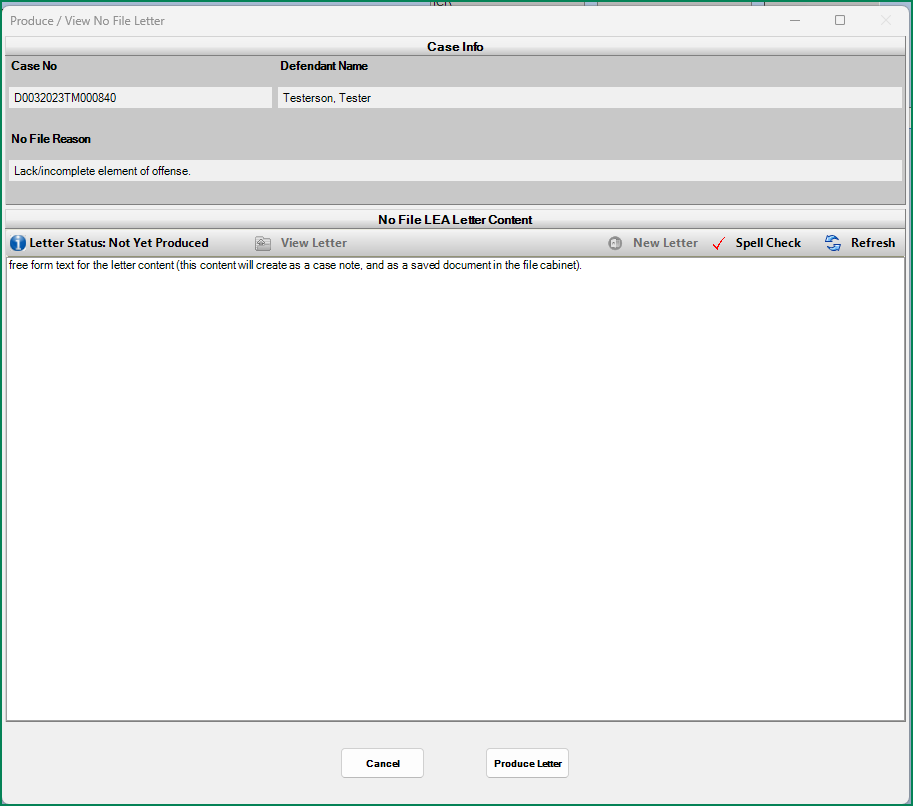 Produce / View No File Letter
Case Info
Case No Defendant Name
D0032023TM000840 Testerson, Tester
No File Reason
Lack/incomplete element of offense.
No File LEA Letter Content
Letter Status: Not Yet Produced View Letter New Letter Spell Check Refresh
free form text for the letter content (this content will create as a case note, and as a saved document in the file cabinet).
Cancel Produce Letter